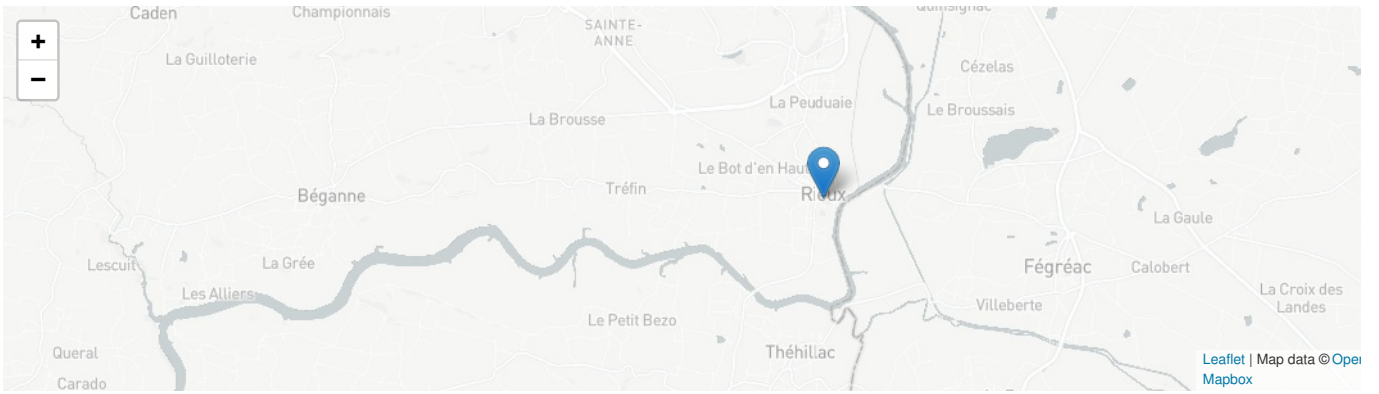 Caden
Championnais
Quinsignac
SAINTE-
ANNE
+
La Guilloterie
Cézelas
−
La Peuduaie
Le Broussais
La Brousse
Le Bot d'en Haut
Tréfin
Béganne
Rieux
La Gaule
Lescuit
La Grée
Fégréac
Calobert
Les Alliers
Villeberte
La Croix des
Landes
Le Petit Bezo
Queral
Théhillac
Carado
Leaflet | Map data © Open
Mapbox